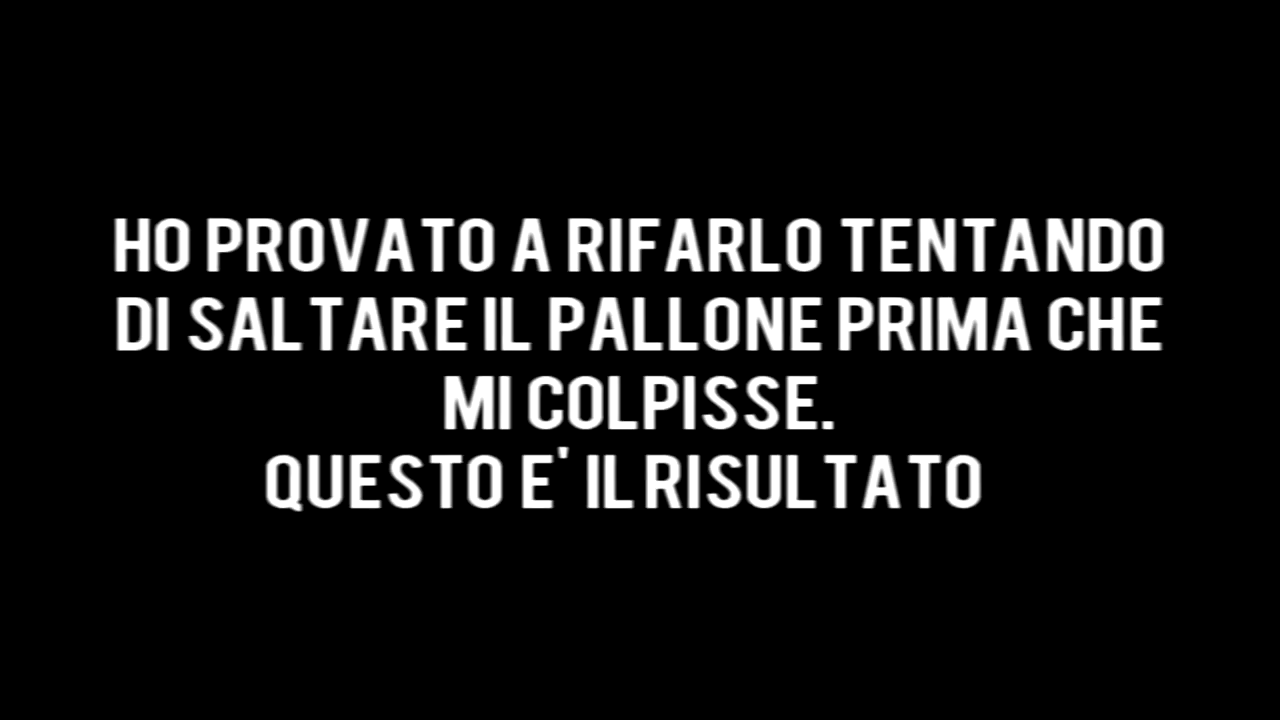 HO PROVATO A RIFARLO TENTANDO
DI SALTARE IL PALLONE PRIMA CHE
MI COLPISSE.
QUESTO E' IL RISULTATO